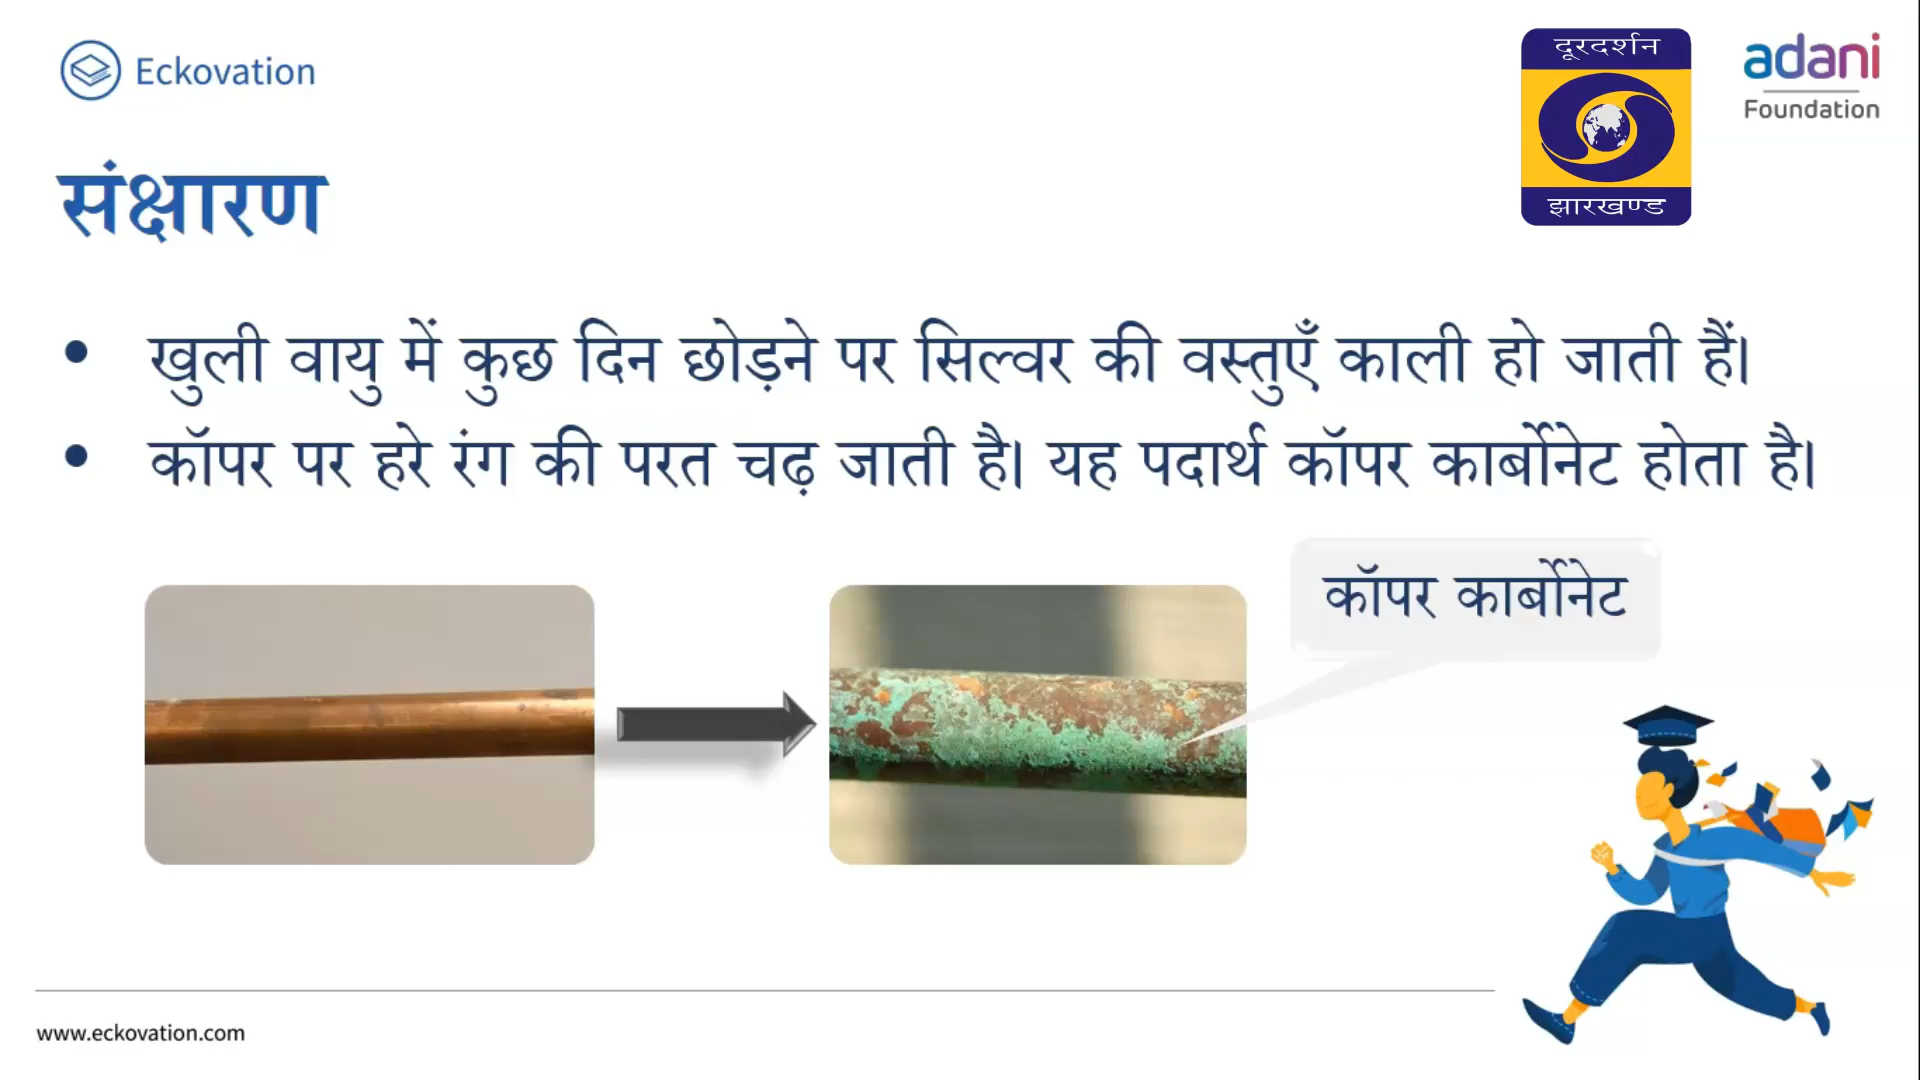 Eckovation
दूरदर्शन
झारखण्ड
adani
Foundation
संक्षारण
• खुली वायु में कुछ दिन छोड़ने पर सिल्वर की वस्तुएँ काली हो जाती हैं।
• कॉपर पर हरे रंग की परत चढ़ जाती है। यह पदार्थ कॉपर कार्बोनेट होता है।
कॉपर कार्बोनेट
www.eckovation.com